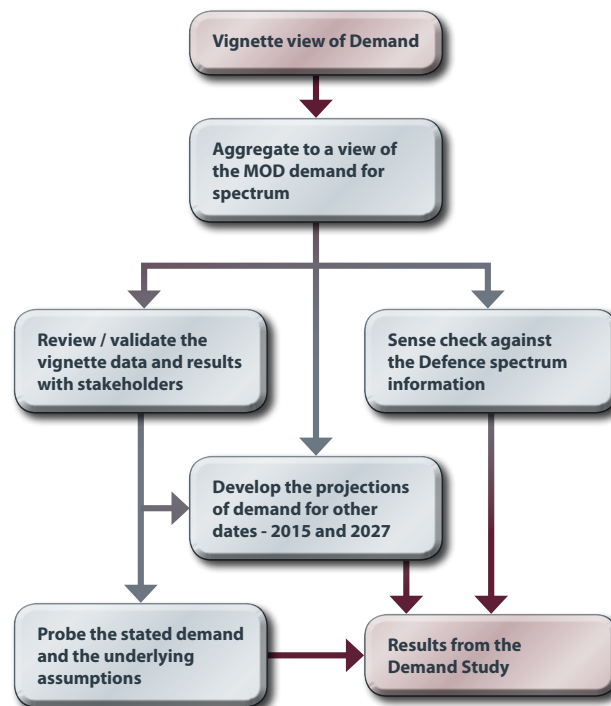 Vignette view of Demand
Aggregate to a view of
the MOD demand for
spectrum
Review / validate the
vignette data and results
with stakeholders
Sense check against
the Defence spectrum
information
Develop the projections
of demand for other
dates - 2015 and 2027
Probe the stated demand
and the underlying
assumptions
Results from the
Demand Study